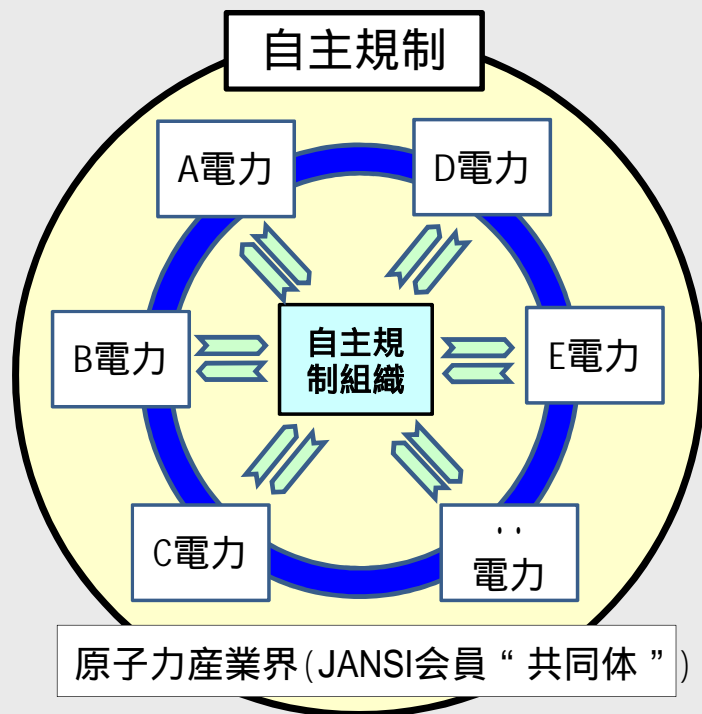 自主規制
A電力
D電力
B電力
自主規
制組織
E電力
C電力
‥
電力
原子力産業界(JANSI会員“共同体”)